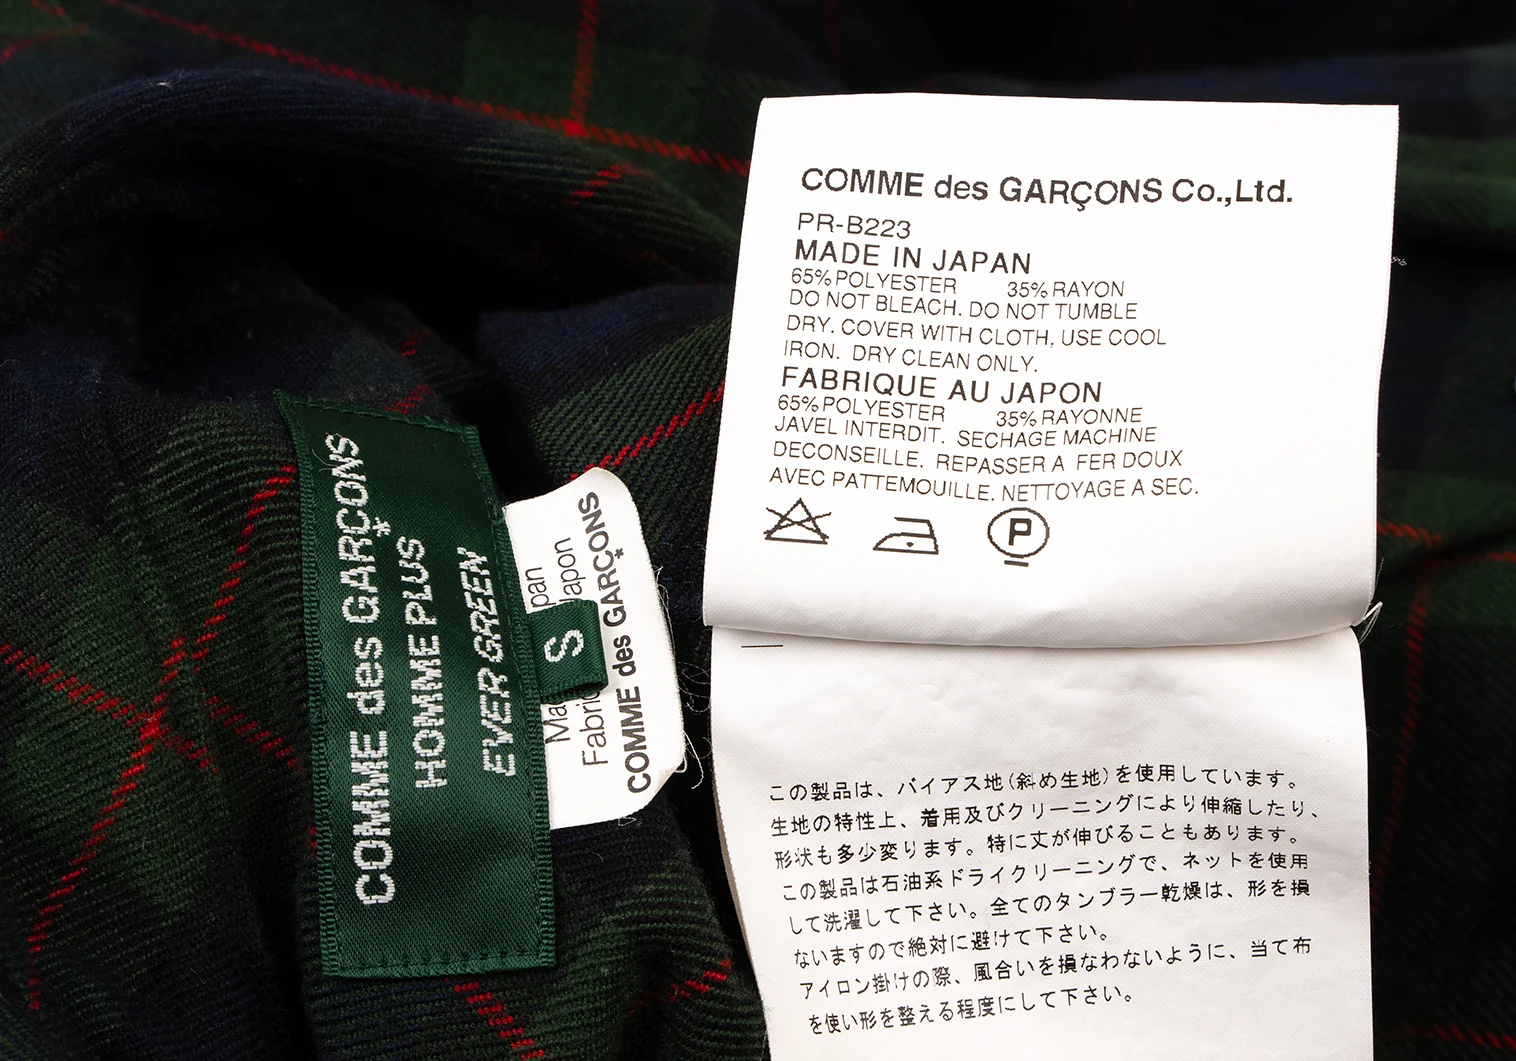 COMME des GARÇONS
HOMME PLUS
EVER GREEN
S
pan
Japon
Ma
Fabri
COMME des GARÇONS
COMME des GARÇONS Co.,Ltd.
PR-B223
MADE IN JAPAN
65% POLYESTER 35% RAYON
DO NOT BLEACH. DO NOT TUMBLE
DRY. COVER WITH CLOTH, USE COOL
IRON. DRY CLEAN ONLY.
FABRIQUE AU JAPON
65% POLYESTER 35% RAYONNE
JAVEL INTERDIT. SECHAGE MACHINE
DECONSEILLE. REPASSER A FER DOUX
AVEC PATTEMOUILLE. NETTOYAGE A SEC.
P
この製品は、バイアス地(斜め生地)を使用しています。
生地の特性上、着用及びクリーニングにより伸縮したり、
形状も多少変ります。特に丈が伸びることもあります。
この製品は石油系ドライクリーニングで、ネットを使用
して洗濯して下さい。全てのタンブラー乾燥は、形を損
ないますので絶対に避けて下さい。
アイロン掛けの際、風合いを損なわないように、当て布
を使い形を整える程度にして下さい。